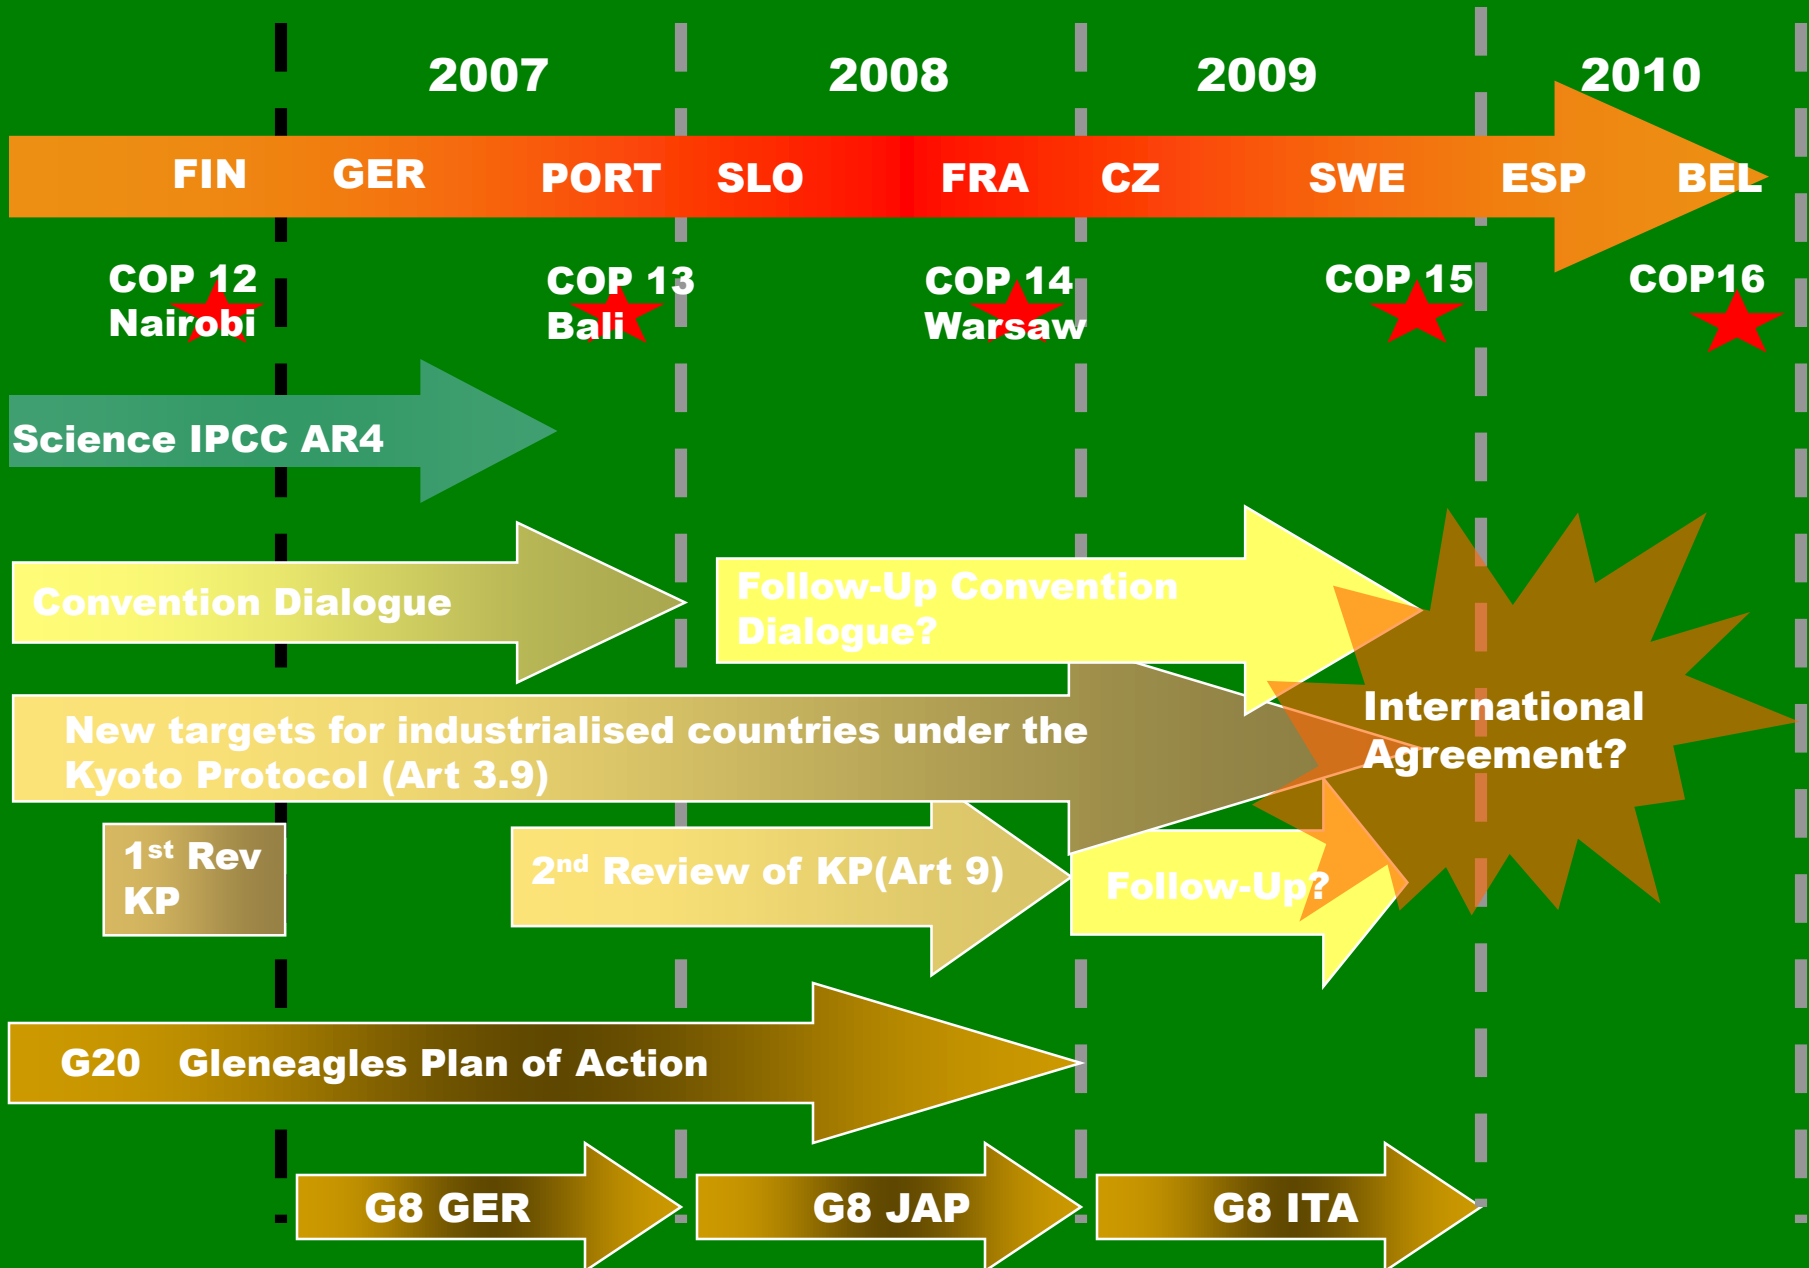 2007 2008 2009 2010
FIN GER PORT SLO FRA CZ SWE ESP BEL
COP 12
Nairobi
COP 13
Bali
COP 14
Warsaw
COP 15
COP16
Science IPCC AR4
Convention Dialogue
Follow-Up Convention
Dialogue?
New targets for industrialised countries under the
Kyoto Protocol (Art 3.9)
International
Agreement?
1st Rev
KP
2nd Review of KP(Art 9)
Follow-Up?
G20 Gleneagles Plan of Action
G8 GER
G8 JAP
G8 ITA